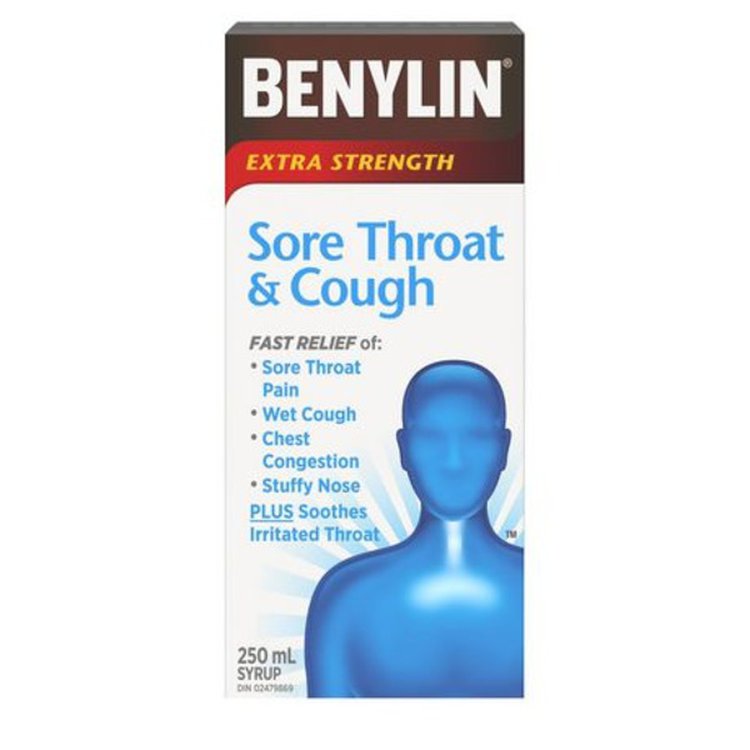 BENYLIN®
EXTRA STRENGTH
Sore Throat
& Cough
FAST RELIEF of:
• Sore Throat
Pain
• Wet Cough
• Chest
Congestion
• Stuffy Nose
PLUS Soothes
Irritated Throat
TM
250 mL
SYRUP
DIN 02479869